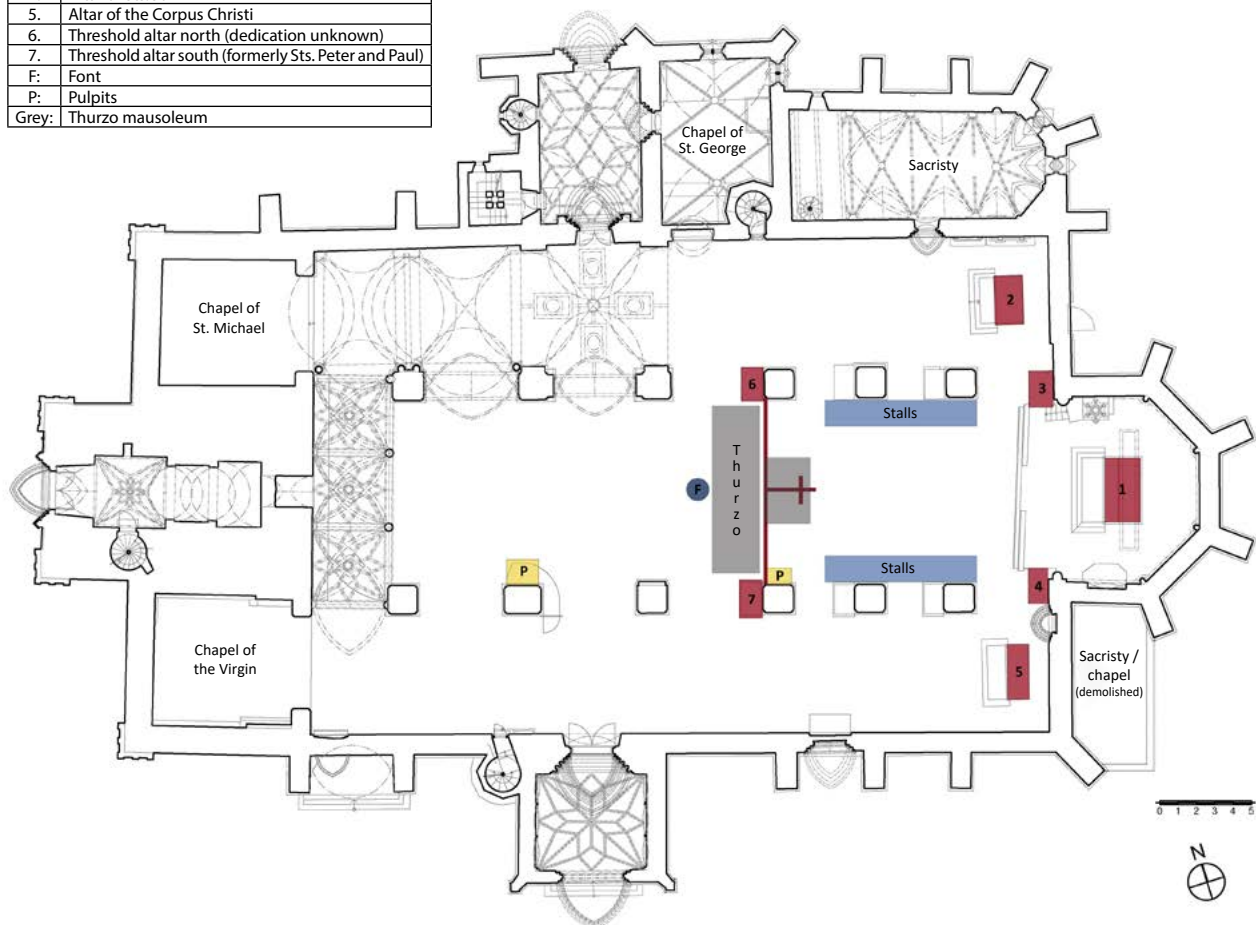 5. Altar of the Corpus Christi
6. Threshold altar north (dedication unknown)
7. Threshold altar south (formerly Sts. Peter and Paul)
F: Font
P: Pulpits
Grey: Thurzo mausoleum
Chapel of
St. George
Sacristy
Chapel of
St. Michael
2
6
3
Stalls
Thurzo
F
1
P
P
Stalls
7
4
Chapel of
the Virgin
5
Sacristy /
chapel
(demolished)
0 1 2 3 4 5
N